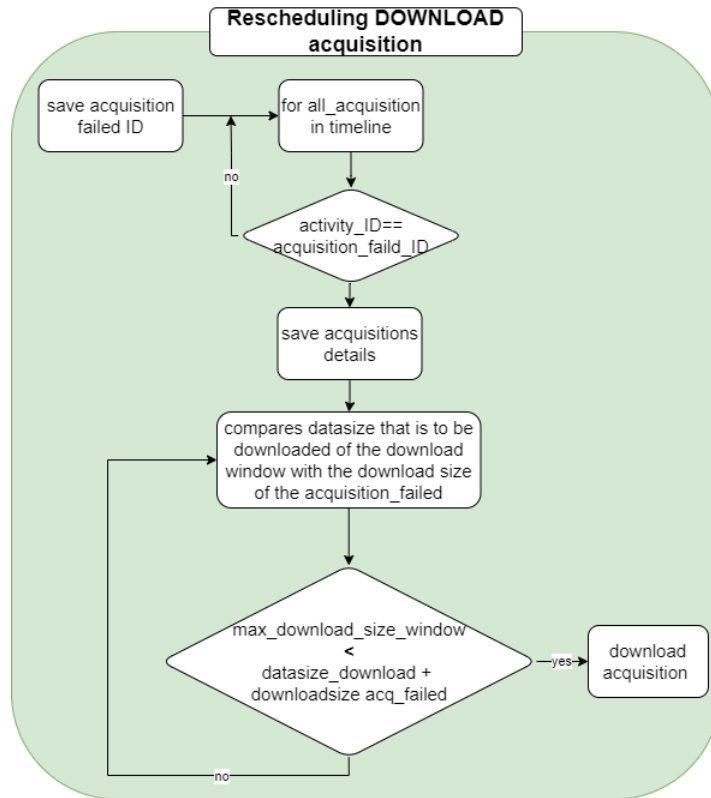 Rescheduling DOWNLOAD
acquisition
save acquisition
failed ID
for all_acquisition
in timeline
no
activity_ID==
acquisition_faild_ID
save acquisitions
details
compares datasize that is to be
downloaded of the download
window with the download size
of the acquisition_failed
max_download_size_window
<
datasize_download +
downloadsize acq_failed
yes
download
acquisition
no